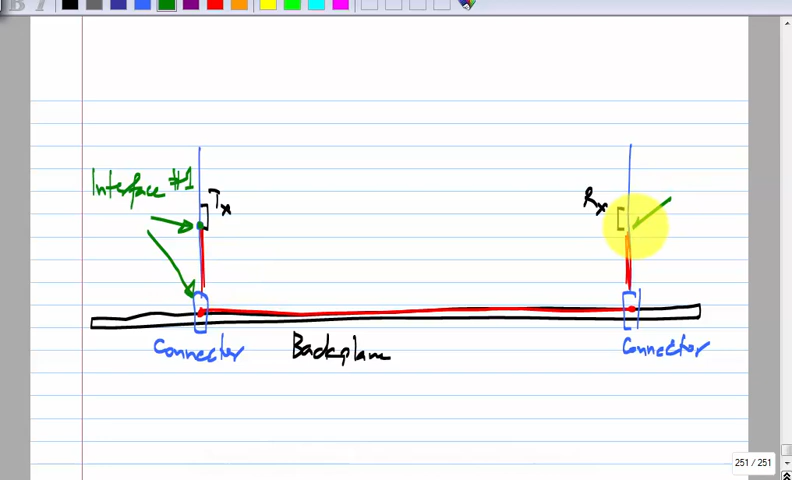 B I
Interface #1
Tx
Rx
Connector
Backplane
Connector
251 / 251